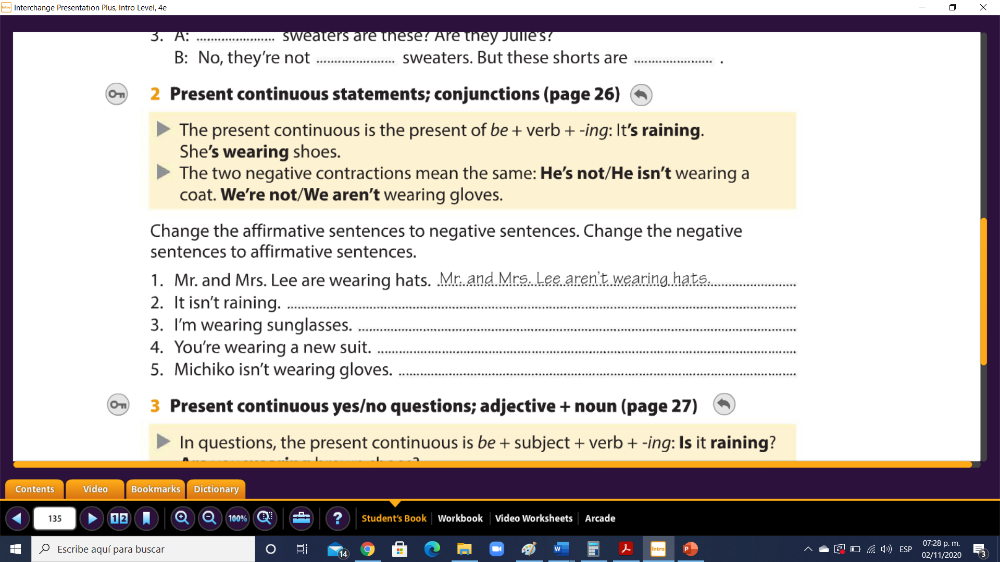 Interchange Presentation Plus, Intro Level, 4e
3. A: ...................... sweaters are these? Are they Julie's?
B: No, they're not ...................... sweaters. But these shorts are ...................... .
2 Present continuous statements; conjunctions (page 26)
The present continuous is the present of be + verb + -ing: It's raining.
She's wearing shoes.
The two negative contractions mean the same: He's not/He isn't wearing a
coat. We're not/We aren't wearing gloves.
Change the affirmative sentences to negative sentences. Change the negative
sentences to affirmative sentences.
1. Mr. and Mrs. Lee are wearing hats. Mr. and Mrs. Lee aren't wearing hats.
2. It isn't raining.
3. I'm wearing sunglasses.
4. You're wearing a new suit.
5. Michiko isn't wearing gloves.
3 Present continuous yes/no questions; adjective + noun (page 27)
In questions, the present continuous is be + subject + verb + -ing: Is it raining?
Contents Video Bookmarks Dictionary
135 12 100% ? Student's Book Workbook Video Worksheets Arcade
Escribe aquí para buscar 14 Intro ESP 07:28 p. m.
02/11/2020 3